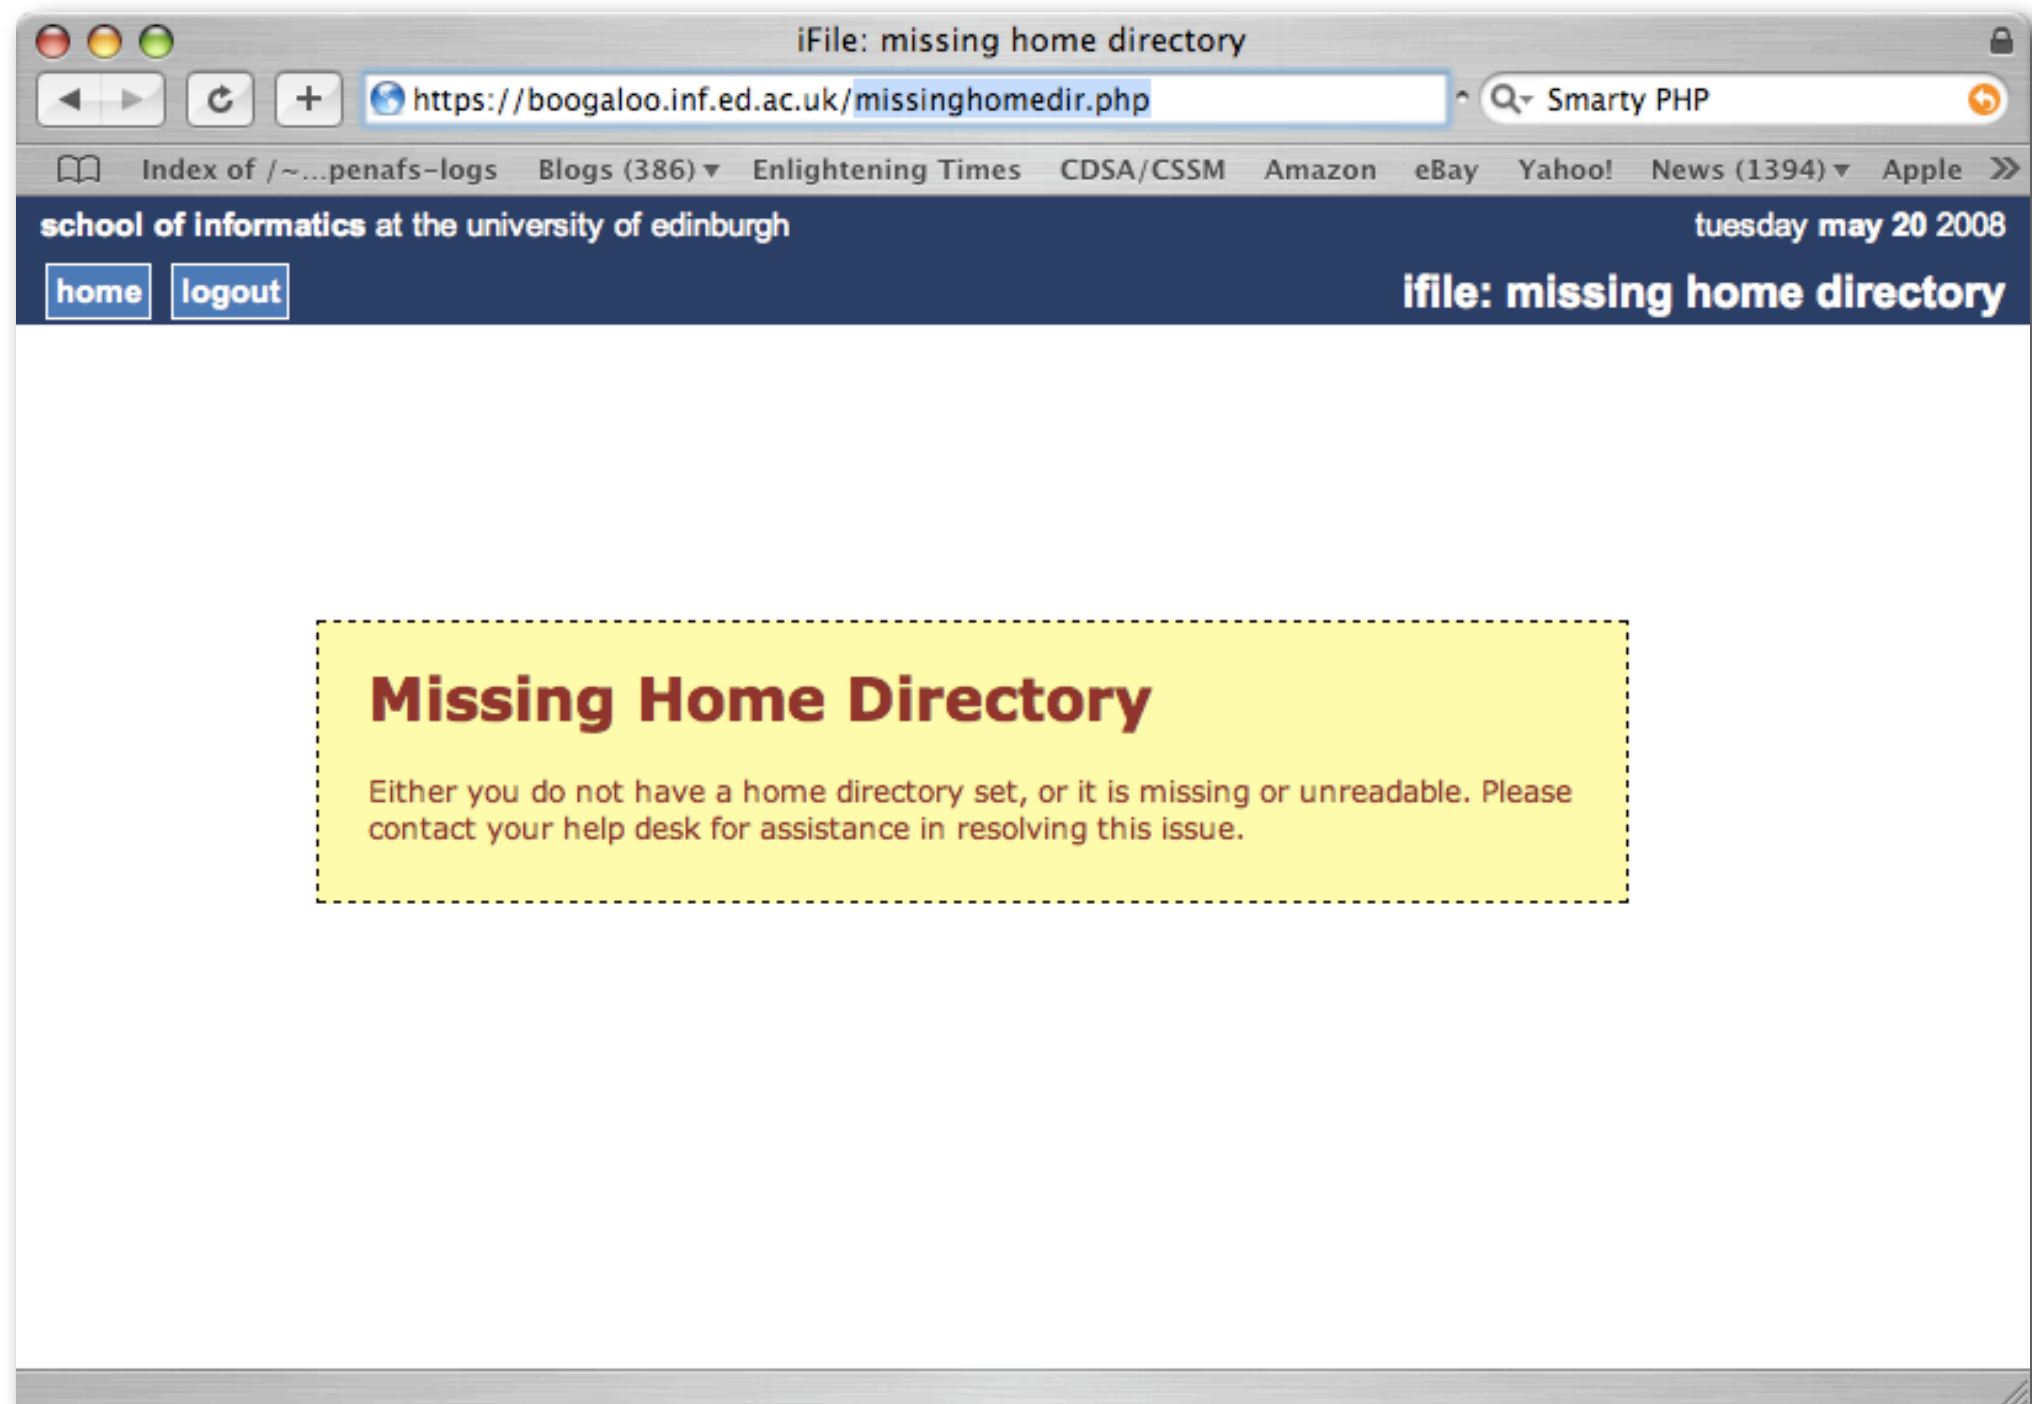 iFile: missing home directory
+ https://boogaloo.inf.ed.ac.uk/missinghomedir.php Smarty PHP
Index of /~...penafs-logs Blogs (386) Enlightening Times CDSA/CSSM Amazon eBay Yahoo! News (1394) Apple
school of informatics at the university of edinburgh tuesday may 20 2008
home logout ifile: missing home directory
Missing Home Directory
Either you do not have a home directory set, or it is missing or unreadable. Please
contact your help desk for assistance in resolving this issue.